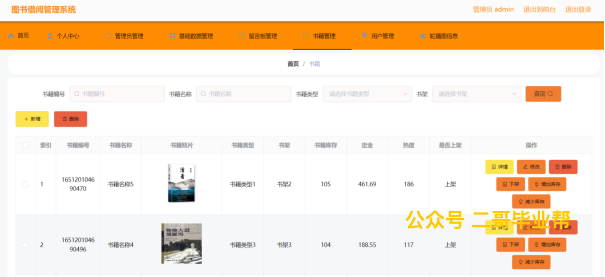 图书借阅管理系统
管理员 admin 退出到前台 退出登录
首页 个人中心 管理员管理 基础数据管理 留言板管理 书籍管理 用户管理 轮播图信息
首页 / 书籍
书籍编号 书籍编号 书籍名称 书籍名称 书籍类型 请选择书籍类型 书架 请选择书架 查询
+ 新增 删除
索引 书籍编号 书籍名称 书籍照片 书籍类型 书架 书籍库存 定金 热度 是否上架 操作
详情 修改 删除
1 1651201046 90470 书籍名称5 书籍类型1 书架2 105 461.69 186 上架 下架 增加库存
减少库存
公众号 二哥毕业帮
详情 修改 删除
2 1651201046 90496 书籍名称4 书籍类型3 书架3 104 188.55 117 上架 下架 增加库存
减少库存